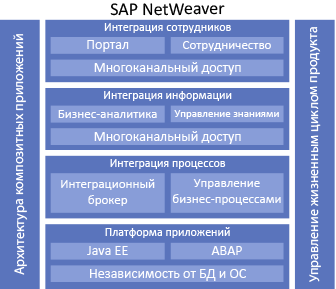 SAP NetWeaver
Архитектура композитных приложений
Интеграция сотрудников
Портал
Сотрудничество
Многоканальный доступ
Интеграция информации
Бизнес-аналитика
Управление знаниями
Многоканальный доступ
Интеграция процессов
Интеграционный
брокер
Управление
бизнес-процессами
Платформа приложений
Java EE
ABAP
Независимость от БД и ОС
Управление жизненным циклом продукта